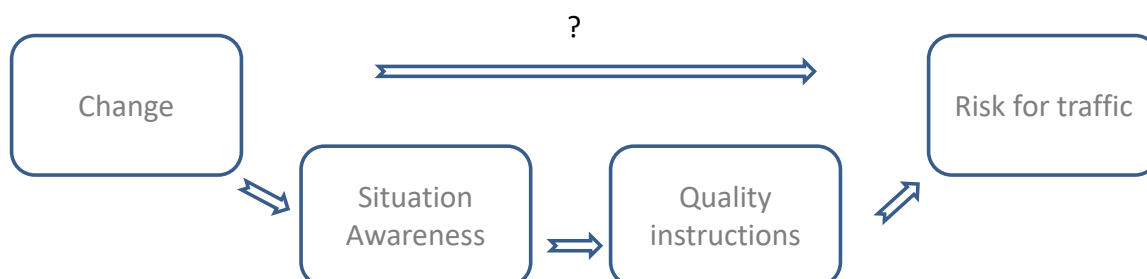 ?
Change
Risk for traffic
Situation
Awareness
Quality
instructions